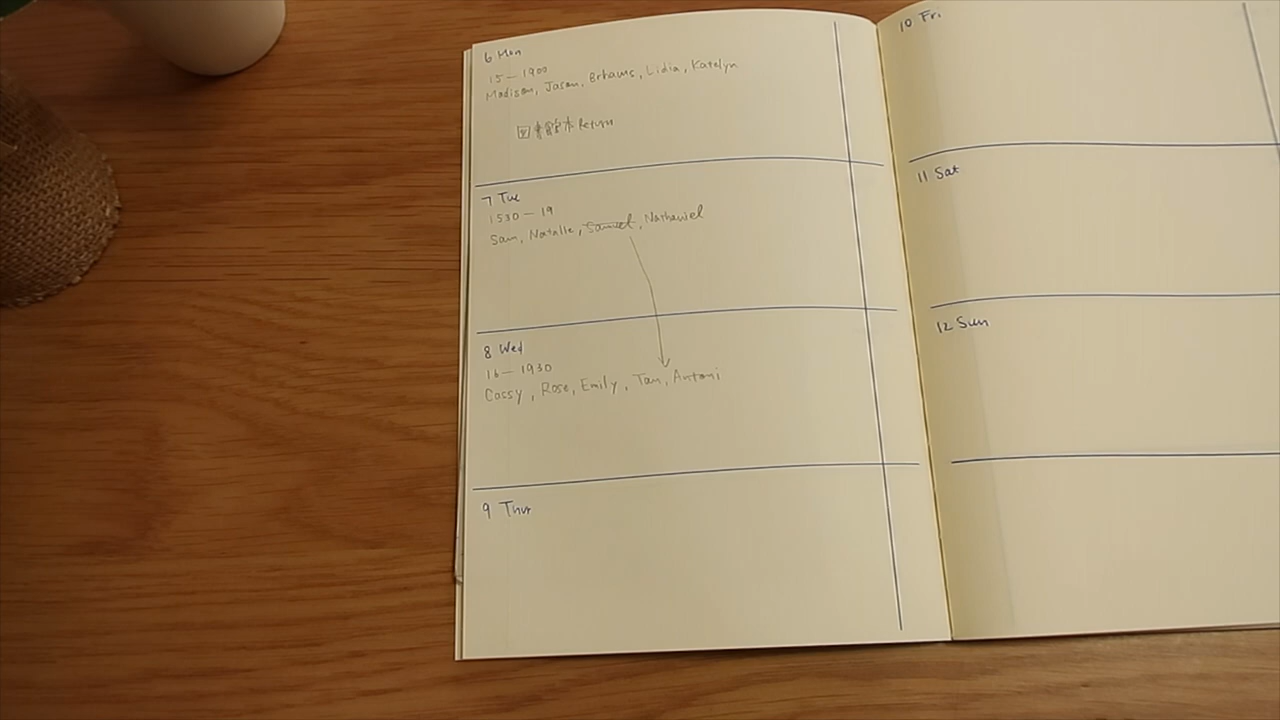 6 Mon
15 — 1900
Madison, Jason, Brhams, Lidia, Katelyn
Return
7 Tue
1530 — 19
Sam, Natalie, Samuel, Nathaniel
8 Wed
16 — 1930
Cassy, Rose, Emily, Tam, Antoni
9 Thur
10 Fri
11 Sat
12 Sun